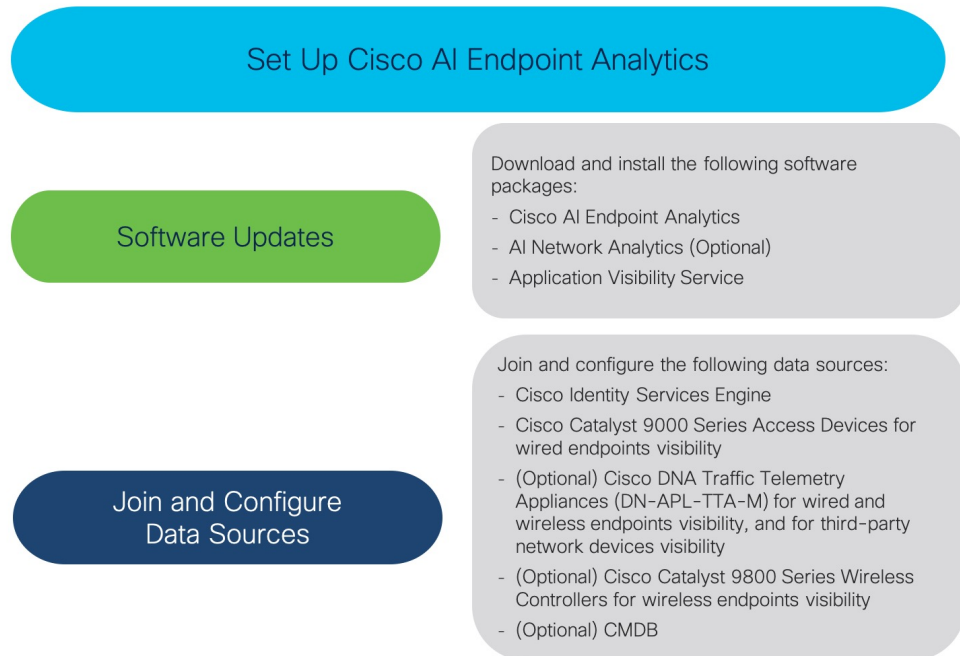 Set Up Cisco AI Endpoint Analytics
Software Updates
Download and install the following software
packages:
- Cisco AI Endpoint Analytics
- AI Network Analytics (Optional)
- Application Visibility Service
Join and Configure
Data Sources
Join and configure the following data sources:
- Cisco Identity Services Engine
- Cisco Catalyst 9000 Series Access Devices for
wired endpoints visibility
- (Optional) Cisco DNA Traffic Telemetry
Appliances (DN-APL-TTA-M) for wired and
wireless endpoints visibility, and for third-party
network devices visibility
- (Optional) Cisco Catalyst 9800 Series Wireless
Controllers for wireless endpoints visibility
- (Optional) CMDB